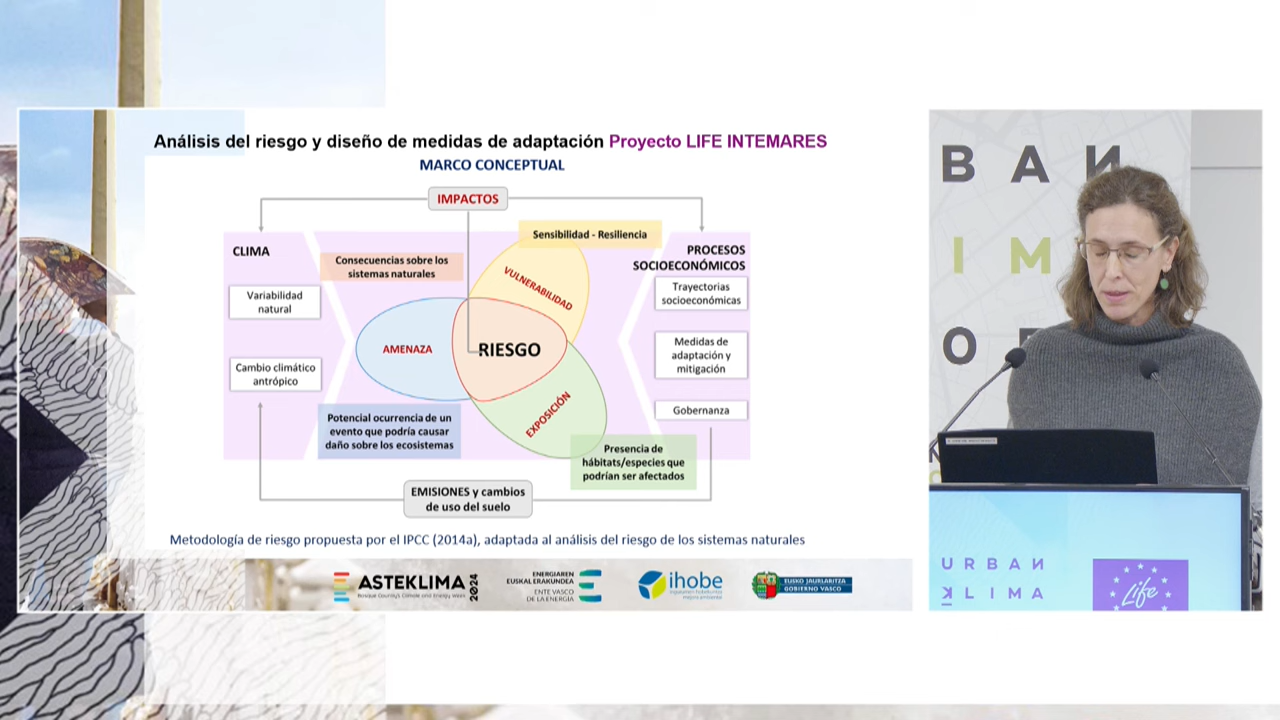 Análisis del riesgo y diseño de medidas de adaptación Proyecto LIFE INTEMARES
MARCO CONCEPTUAL
IMPACTOS
CLIMA
Variabilidad
natural
Cambio climático
antrópico
Consecuencias sobre los
sistemas naturales
Sensibilidad - Resiliencia
VULNERABILIDAD
AMENAZA
RIESGO
EXPOSICIÓN
Potencial ocurrencia de un
evento que podría causar
daño sobre los ecosistemas
Presencia de
hábitats/especies que
podrían ser afectados
PROCESOS
SOCIOECONÓMICOS
Trayectorias
socioeconómicas
Medidas de
adaptación y
mitigación
Gobernanza
EMISIONES y cambios
de uso del suelo
Metodología de riesgo propuesta por el IPCC (2014a), adaptada al análisis del riesgo de los sistemas naturales
ASTEKLIMA 2024
Basque Country's Climate and Energy Week
ENERGIAREN
EUSKAL ERAKUNDEA
ENTE VASCO
DE LA ENERGÍA
ihobe
EUSKO JAURLARITZA
GOBIERNO VASCO
BAN
IM
O
URBAN
KLIMA
Life